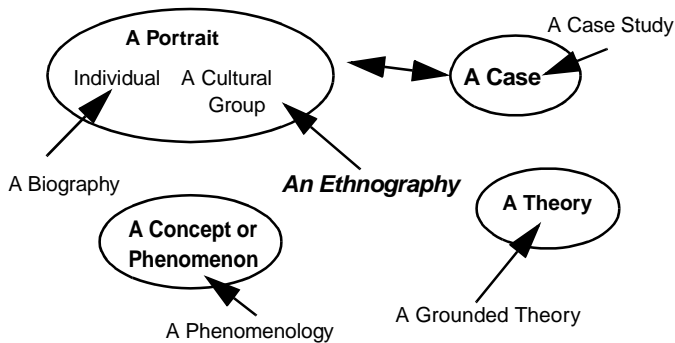 A Case Study
A Portrait
Individual
A Cultural
Group
A Case
A Biography
An Ethnography
A Concept or
Phenomenon
A Theory
A Phenomenology
A Grounded Theory